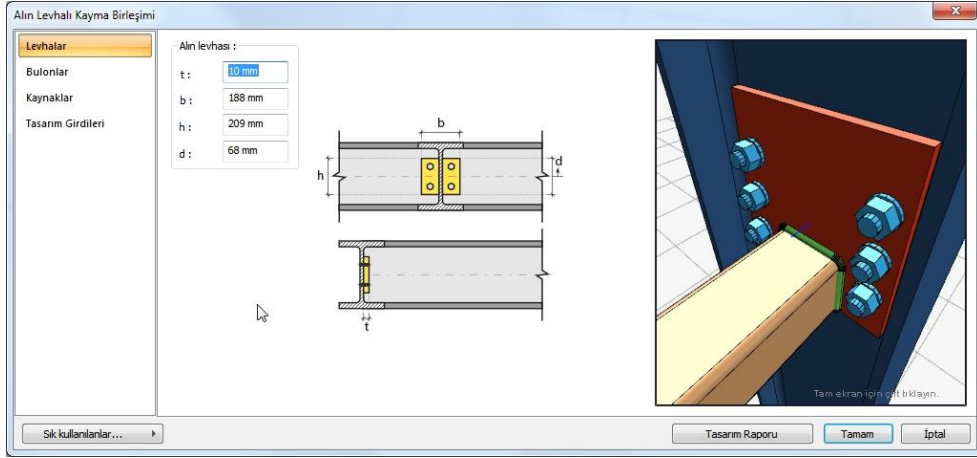 Alın Levhalı Kayma Birleşimi
Levhalar
Bulonlar
Kaynaklar
Tasarım Girdileri
Alın levhası :
t : 10 mm
b : 188 mm
h : 209 mm
d : 68 mm
b
h
d
t
Tam ekran için çift tıklayın.
Sık kullanılanlar...
Tasarım Raporu
Tamam
İptal